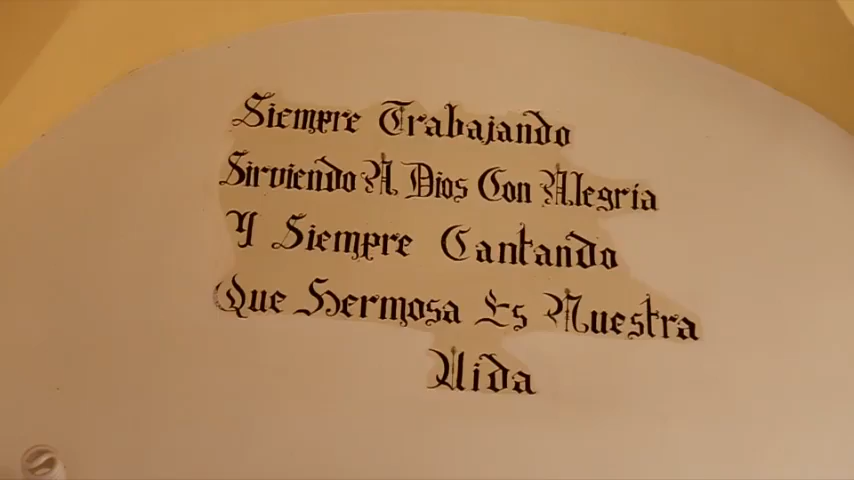 Siempre Trabajando
Sirviendo A Dios Con Alegria
Y Siempre Cantando
Que Hermosa Es Nuestra
Vida